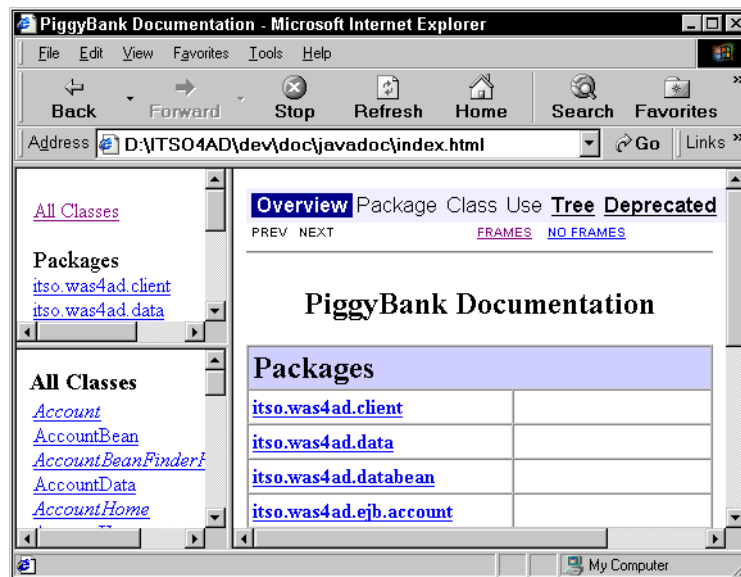 PiggyBank Documentation - Microsoft Internet Explorer
File Edit View Favorites Tools Help
Back Forward Stop Refresh Home Search Favorites »
Address D:\ITSO4AD\dev\doc\javadoc\index.html Go Links »
All Classes
Packages
itso.was4ad.client
itso.was4ad.data
All Classes
Account
AccountBean
AccountBeanFinder
AccountData
AccountHome
Overview Package Class Use Tree Deprecated
PREV NEXT FRAMES NO FRAMES
PiggyBank Documentation
Packages
itso.was4ad.client
itso.was4ad.data
itso.was4ad.databean
itso.was4ad.ejb.account
My Computer